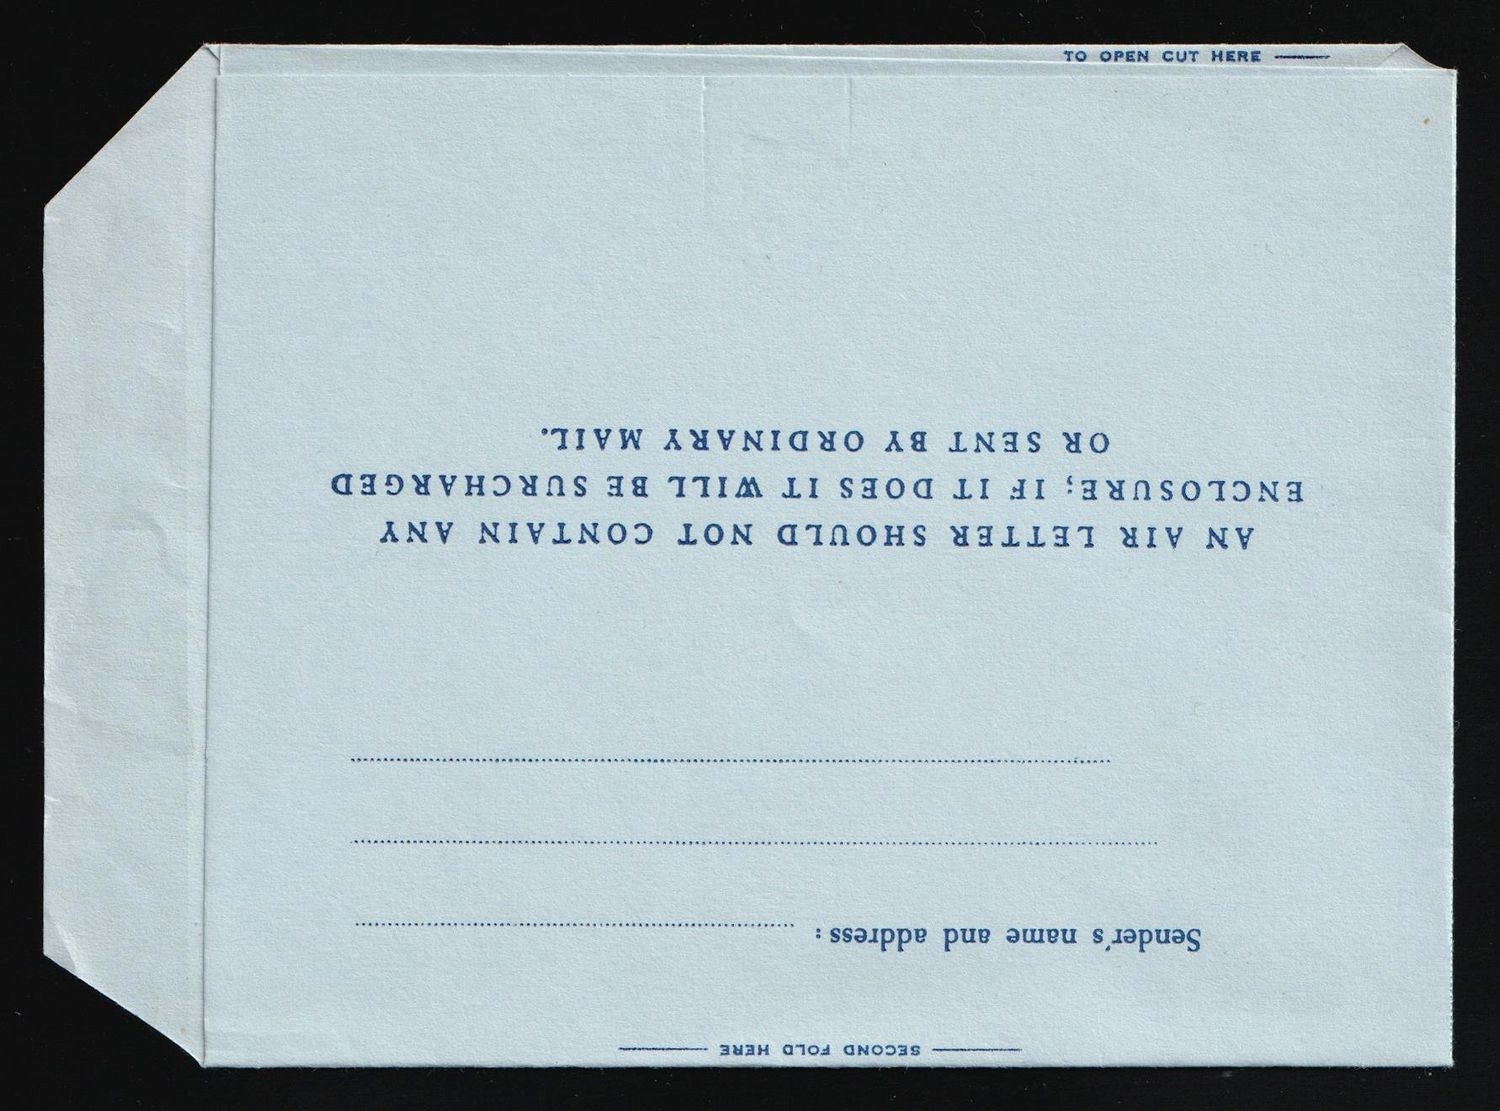 TO OPEN CUT HERE
SECOND FOLD HERE
Sender's name and address:
AN AIR LETTER SHOULD NOT CONTAIN ANY
ENCLOSURE; IF IT DOES IT WILL BE SURCHARGED
OR SENT BY ORDINARY MAIL.